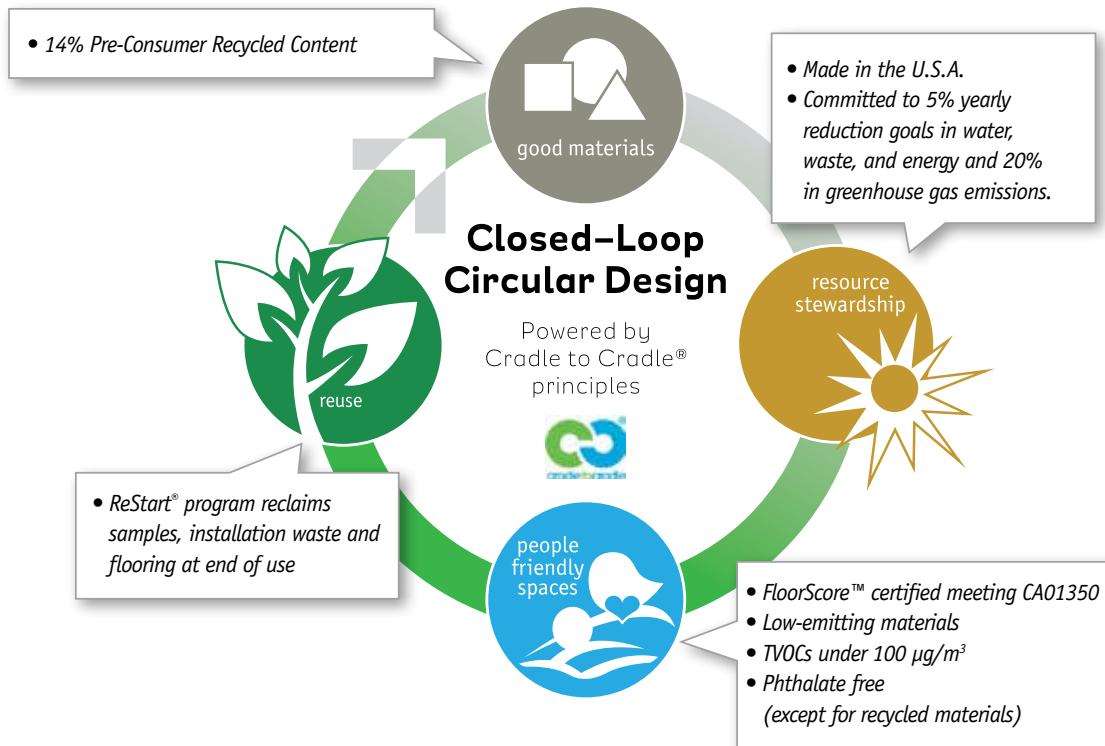 • 14% Pre-Consumer Recycled Content
good materials
• Made in the U.S.A.
• Committed to 5% yearly
reduction goals in water,
waste, and energy and 20%
in greenhouse gas emissions.
Closed–Loop
Circular Design
Powered by
Cradle to Cradle®
principles
cradletocradle
resource
stewardship
reuse
• ReStart® program reclaims
samples, installation waste and
flooring at end of use
people
friendly
spaces
• FloorScore™ certified meeting CA01350
• Low-emitting materials
• TVOCs under 100 µg/m³
• Phthalate free
(except for recycled materials)